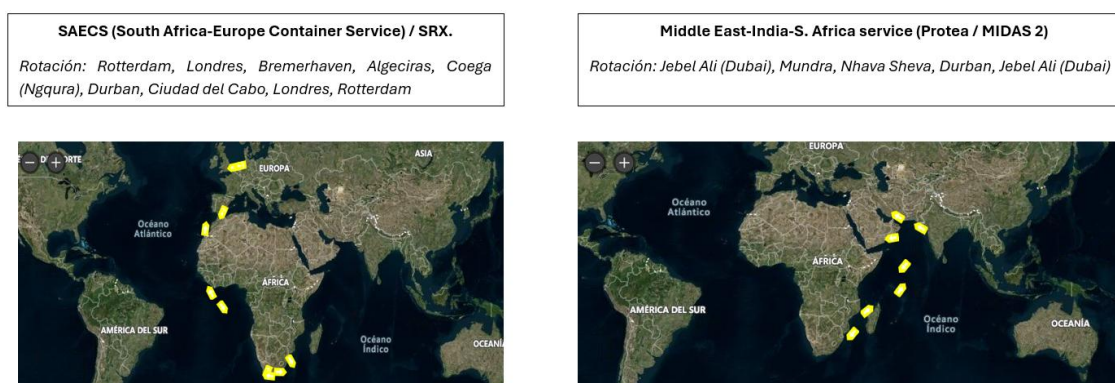 SAECS (South Africa-Europe Container Service) / SRX.
Rotación: Rotterdam, Londres, Bremerhaven, Algeciras, Coega
(Ngqura), Durban, Ciudad del Cabo, Londres, Rotterdam
Middle East-India-S. Africa service (Protea / MIDAS 2)
Rotación: Jebel Ali (Dubai), Mundra, Nhava Sheva, Durban, Jebel Ali (Dubai)
ASIA
EUROPA
Océano
Atlántico
ÁFRICA
AMÉRICA DEL SUR
Océano
Índico
OCEANÍ
EUROPA
Océano
Atlántico
ÁFRICA
AMÉRICA DEL SUR
Océano
Índico
OCEANÍA